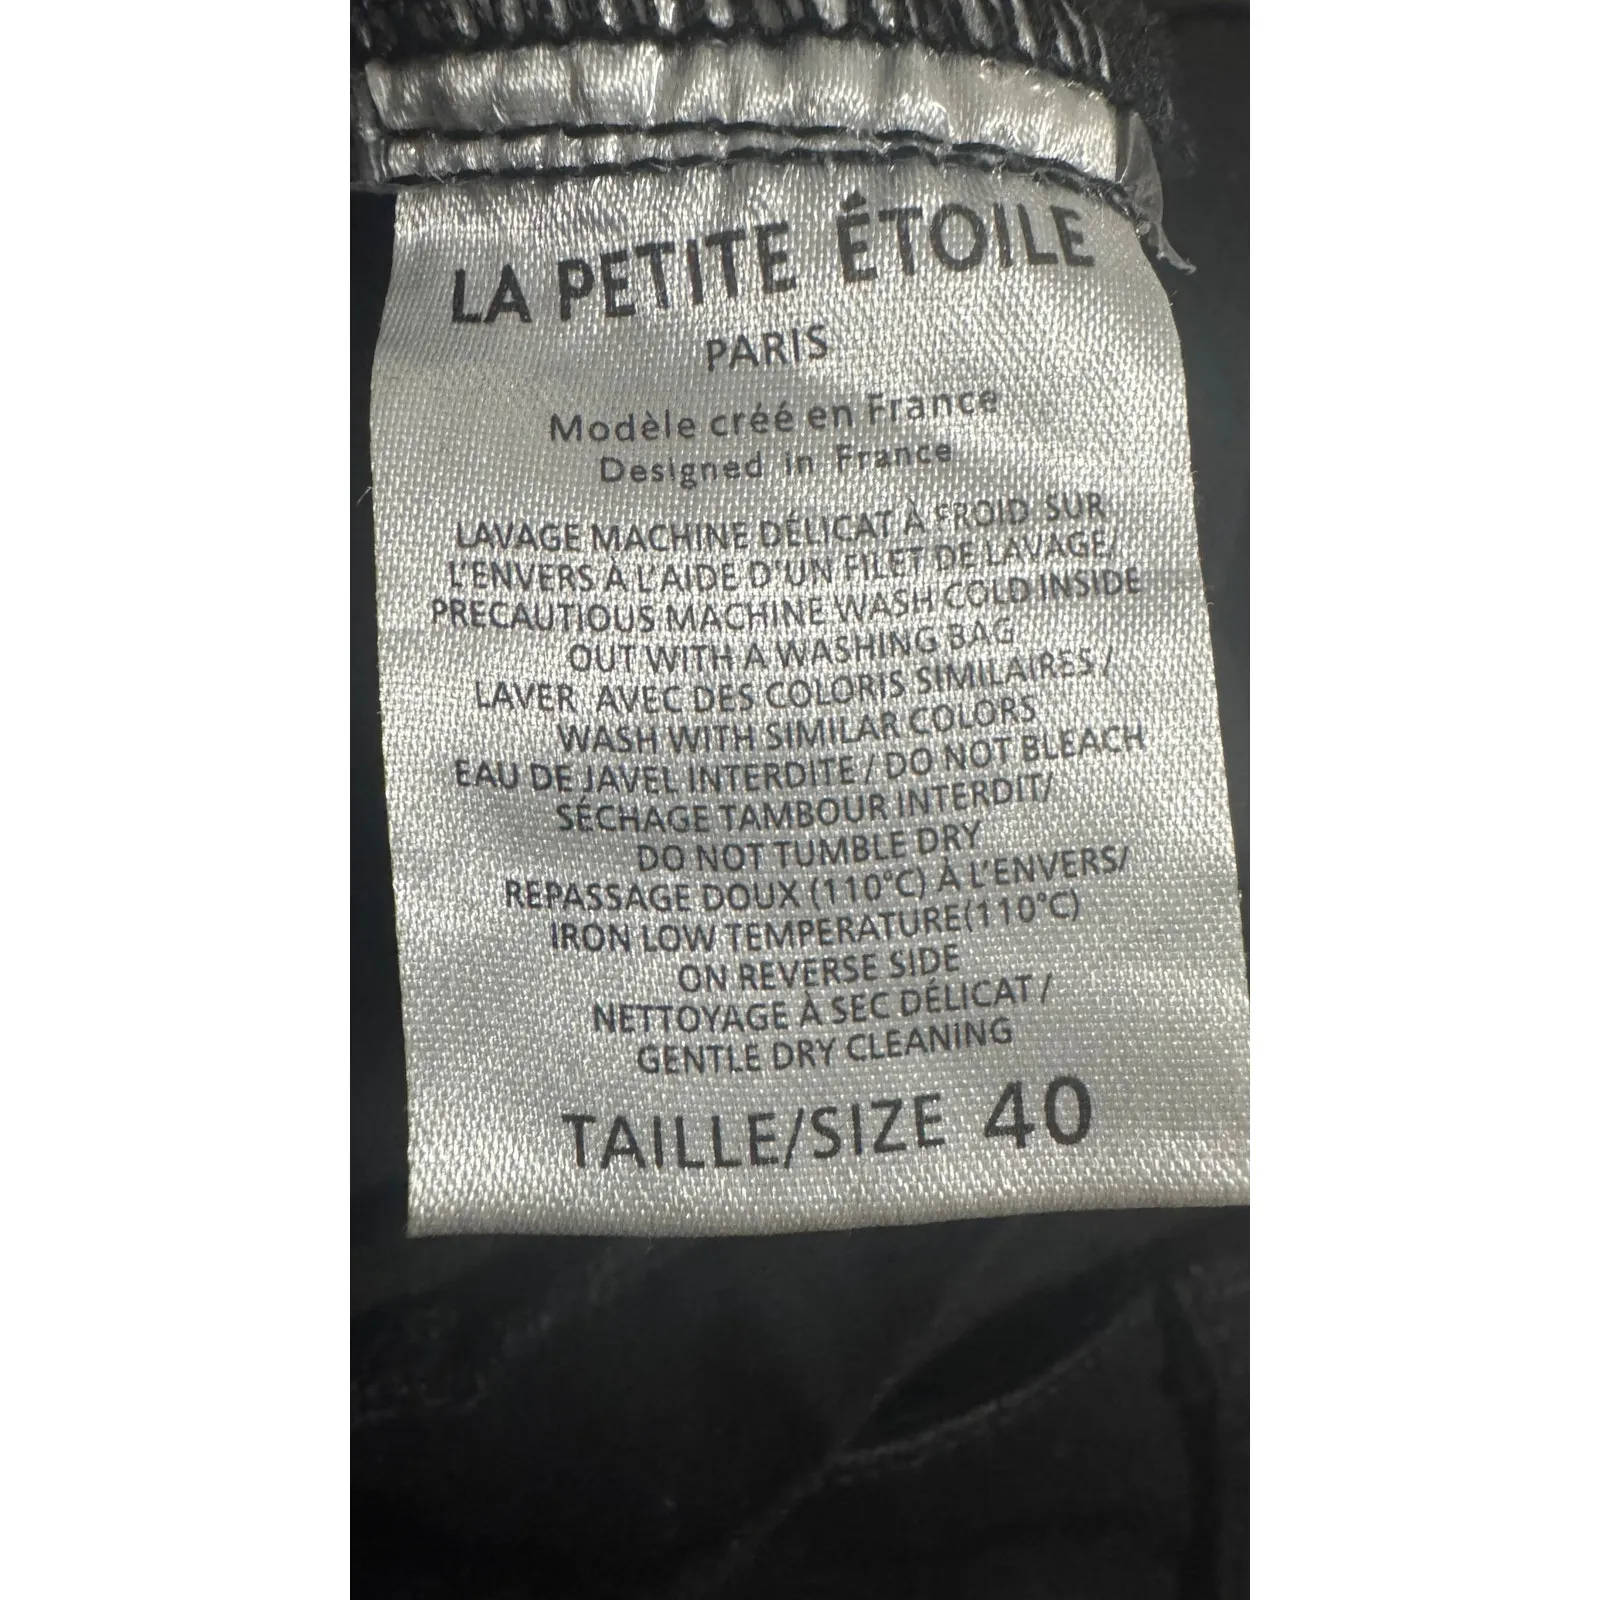 LA PETITE ÉTOILE
PARIS
Modèle créé en France
Designed in France
LAVAGE MACHINE DÉLICAT À FROID SUR
L'ENVERS À L'AIDE D'UN FILET DE LAVAGE/
PRECAUTIOUS MACHINE WASH COLD INSIDE
OUT WITH A WASHING BAG
LAVER AVEC DES COLORIS SIMILAIRES /
WASH WITH SIMILAR COLORS
EAU DE JAVEL INTERDITE / DO NOT BLEACH
SÉCHAGE TAMBOUR INTERDIT/
DO NOT TUMBLE DRY
REPASSAGE DOUX (110°C) À L'ENVERS/
IRON LOW TEMPERATURE(110°C)
ON REVERSE SIDE
NETTOYAGE À SEC DÉLICAT /
GENTLE DRY CLEANING
TAILLE/SIZE 40